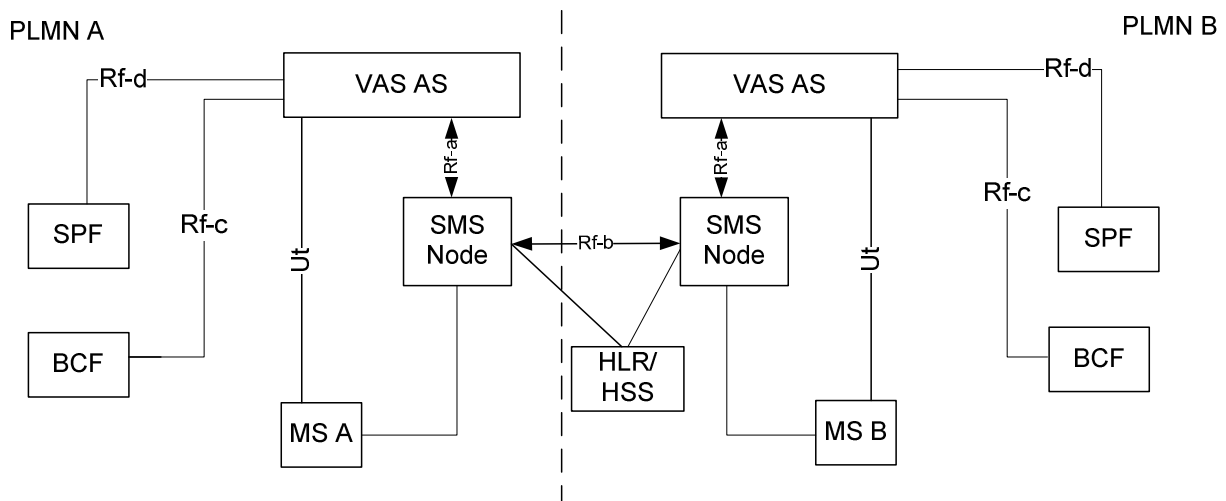 PLMN A
PLMN B
VAS AS
VAS AS
Rf-d
Rf-d
Rf-a
Rf-a
Rf-c
Rf-c
SPF
SPF
SMS
Node
SMS
Node
Rf-b
Ut
Ut
BCF
BCF
HLR/
HSS
MS A
MS B